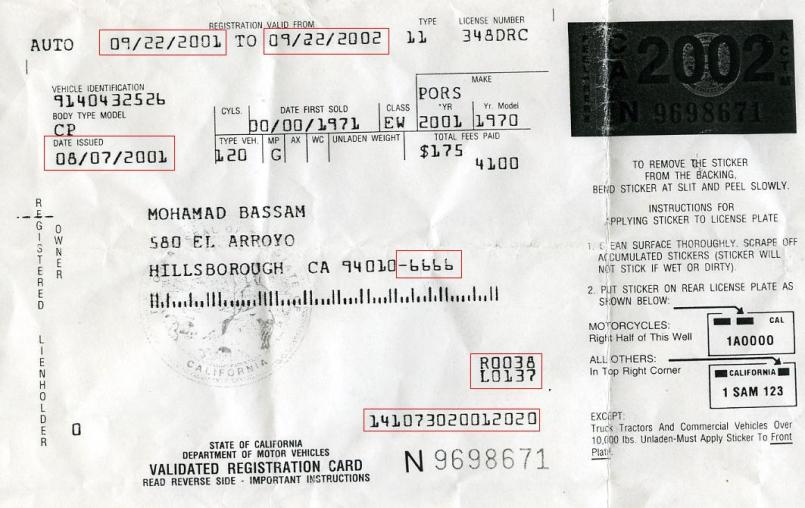 REGISTRATION VALID FROM
AUTO 09/22/2001 TO 09/22/2002
TYPE
11
LICENSE NUMBER
348DRC
VEHICLE IDENTIFICATION
9140432526
BODY TYPE MODEL
CP
DATE ISSUED
08/07/2001
CYLS.
DATE FIRST SOLD
00/00/1971
CLASS
EW
MAKE
PORS
*YR
2001
Yr. Model
1970
TYPE VEH.
120
MP
G
AX
WC
UNLADEN WEIGHT
TOTAL FEES PAID
$175
4100
REGISTERED OWNER
MOHAMAD BASSAM
580 EL ARROYO
HILLSBOROUGH CA 94010-6666
CALIFORNIA
R0038
L0137
LIENHOLDER
0
141073020012020
STATE OF CALIFORNIA
DEPARTMENT OF MOTOR VEHICLES
VALIDATED REGISTRATION CARD
READ REVERSE SIDE - IMPORTANT INSTRUCTIONS
N 9698671
CA 2002
N 9698671
TO REMOVE THE STICKER
FROM THE BACKING,
BEND STICKER AT SLIT AND PEEL SLOWLY.
INSTRUCTIONS FOR
APPLYING STICKER TO LICENSE PLATE
1. CLEAN SURFACE THOROUGHLY. SCRAPE OFF
ACCUMULATED STICKERS (STICKER WILL
NOT STICK IF WET OR DIRTY).
2. PUT STICKER ON REAR LICENSE PLATE AS
SHOWN BELOW:
MOTORCYCLES:
Right Half of This Well
CAL
1A0000
ALL OTHERS:
In Top Right Corner
CALIFORNIA
1 SAM 123
EXCEPT:
Truck Tractors And Commercial Vehicles Over
10,000 lbs. Unladen-Must Apply Sticker To Front
Plate.